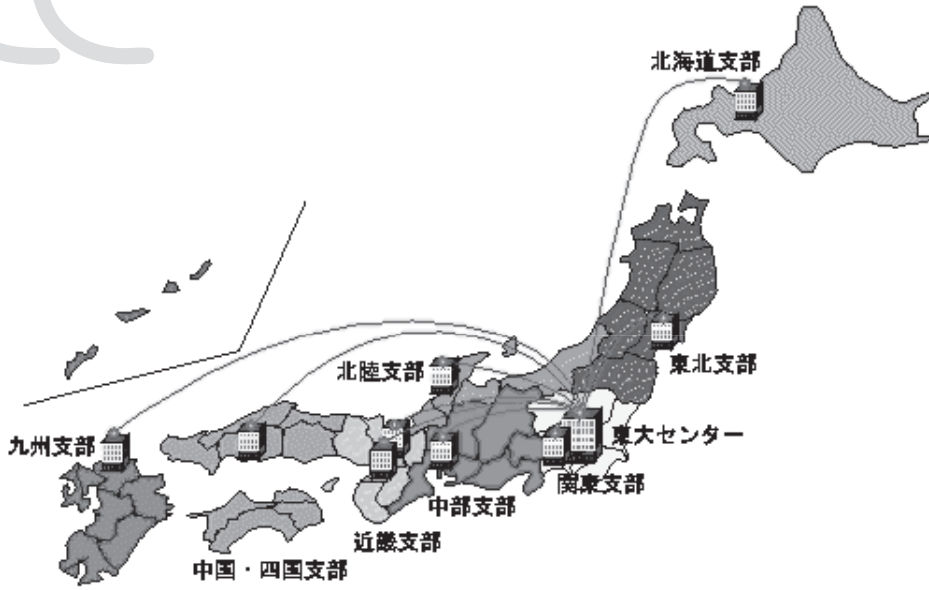 北海道支部
東北支部
北陸支部
東大センター
九州支部
関東支部
中部支部
近畿支部
中国・四国支部